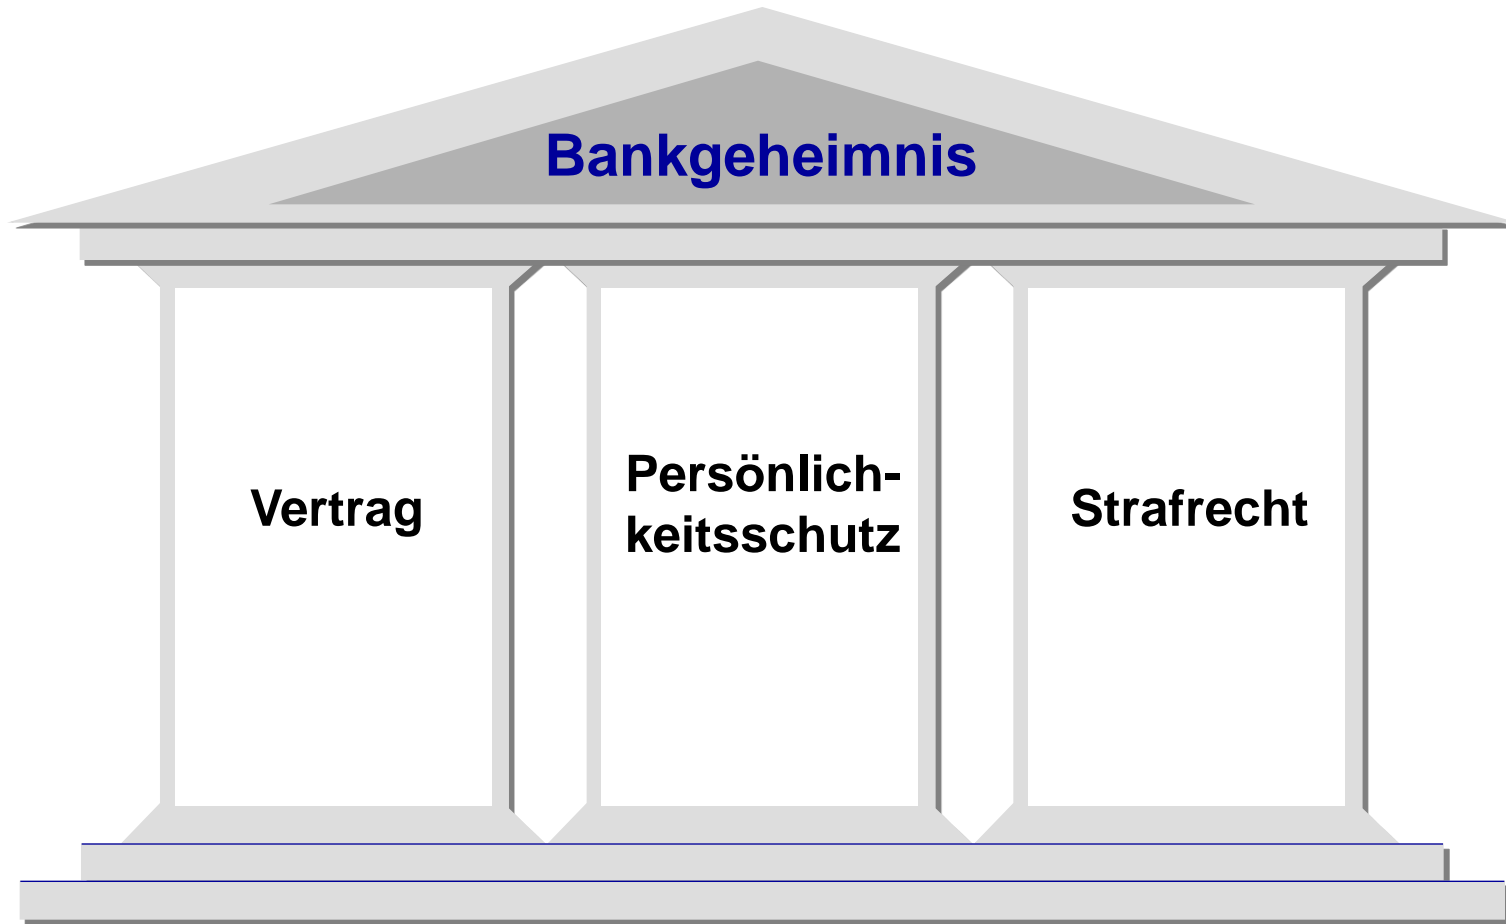 Bankgeheimnis
Vertrag
Persönlich-
keitsschutz
Strafrecht